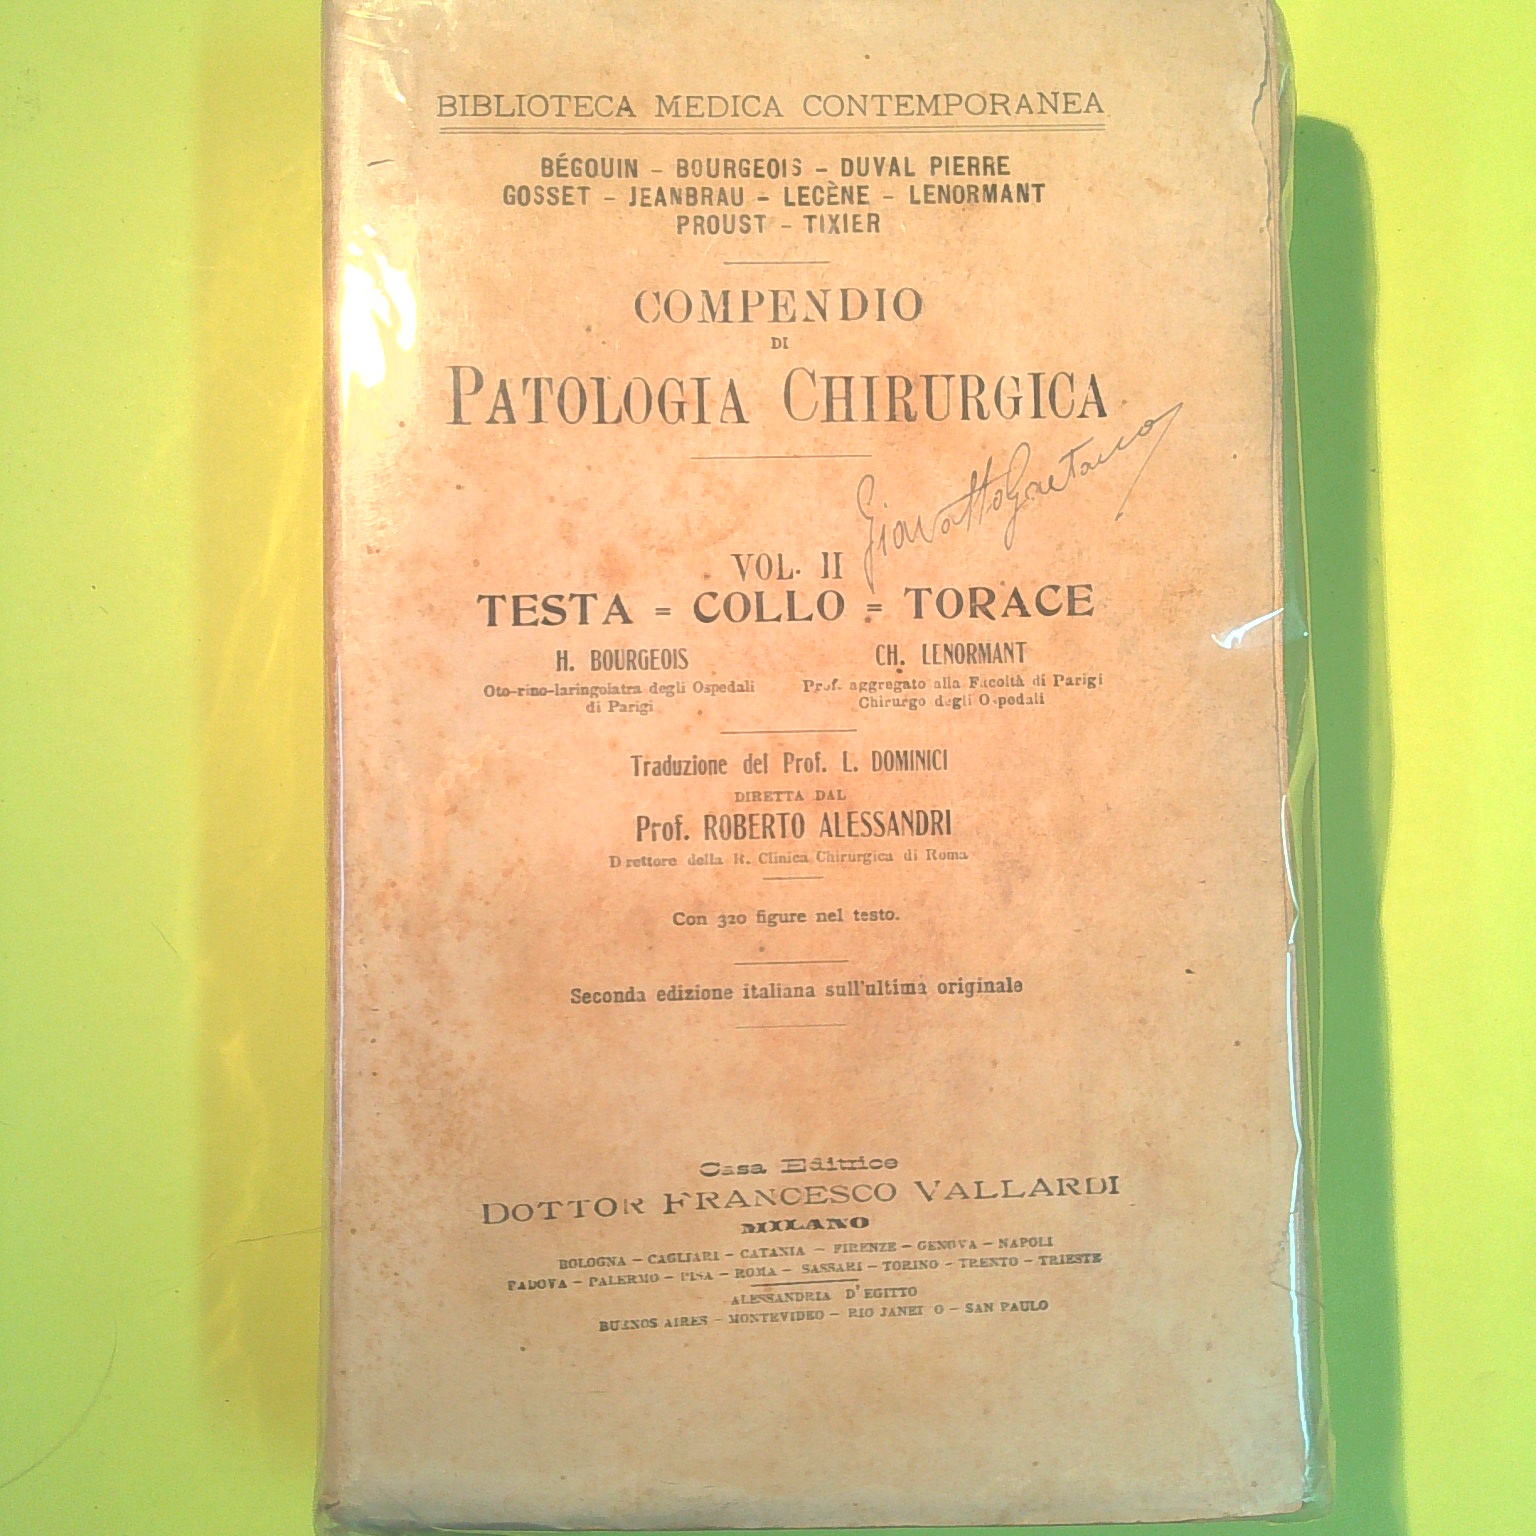 BIBLIOTECA MEDICA CONTEMPORANEA
BÉGOUIN – BOURGEOIS – DUVAL PIERRE
GOSSET – JEANBRAU – LECÈNE – LENORMANT
PROUST – TIXIER
COMPENDIO
DI
PATOLOGIA CHIRURGICA
Giavatto Gaetano
VOL. II
TESTA = COLLO = TORACE
H. BOURGEOIS
Oto-rino-laringoiatra degli Ospedali
di Parigi
CH. LENORMANT
Prof. aggregato alla Facoltà di Parigi
Chirurgo degli Ospedali
Traduzione del Prof. L. DOMINICI
DIRETTA DAL
Prof. ROBERTO ALESSANDRI
Direttore della R. Clinica Chirurgica di Roma
Con 320 figure nel testo.
Seconda edizione italiana sull'ultima originale
Casa Editrice
DOTTOR FRANCESCO VALLARDI
MILANO
BOLOGNA – CAGLIARI – CATANIA – FIRENZE – GENOVA – NAPOLI
PADOVA – PALERMO – PISA – ROMA – SASSARI – TORINO – TRENTO – TRIESTE
ALESSANDRIA D'EGITTO
BUENOS AIRES – MONTEVIDEO – RIO JANEIRO – SAN PAULO